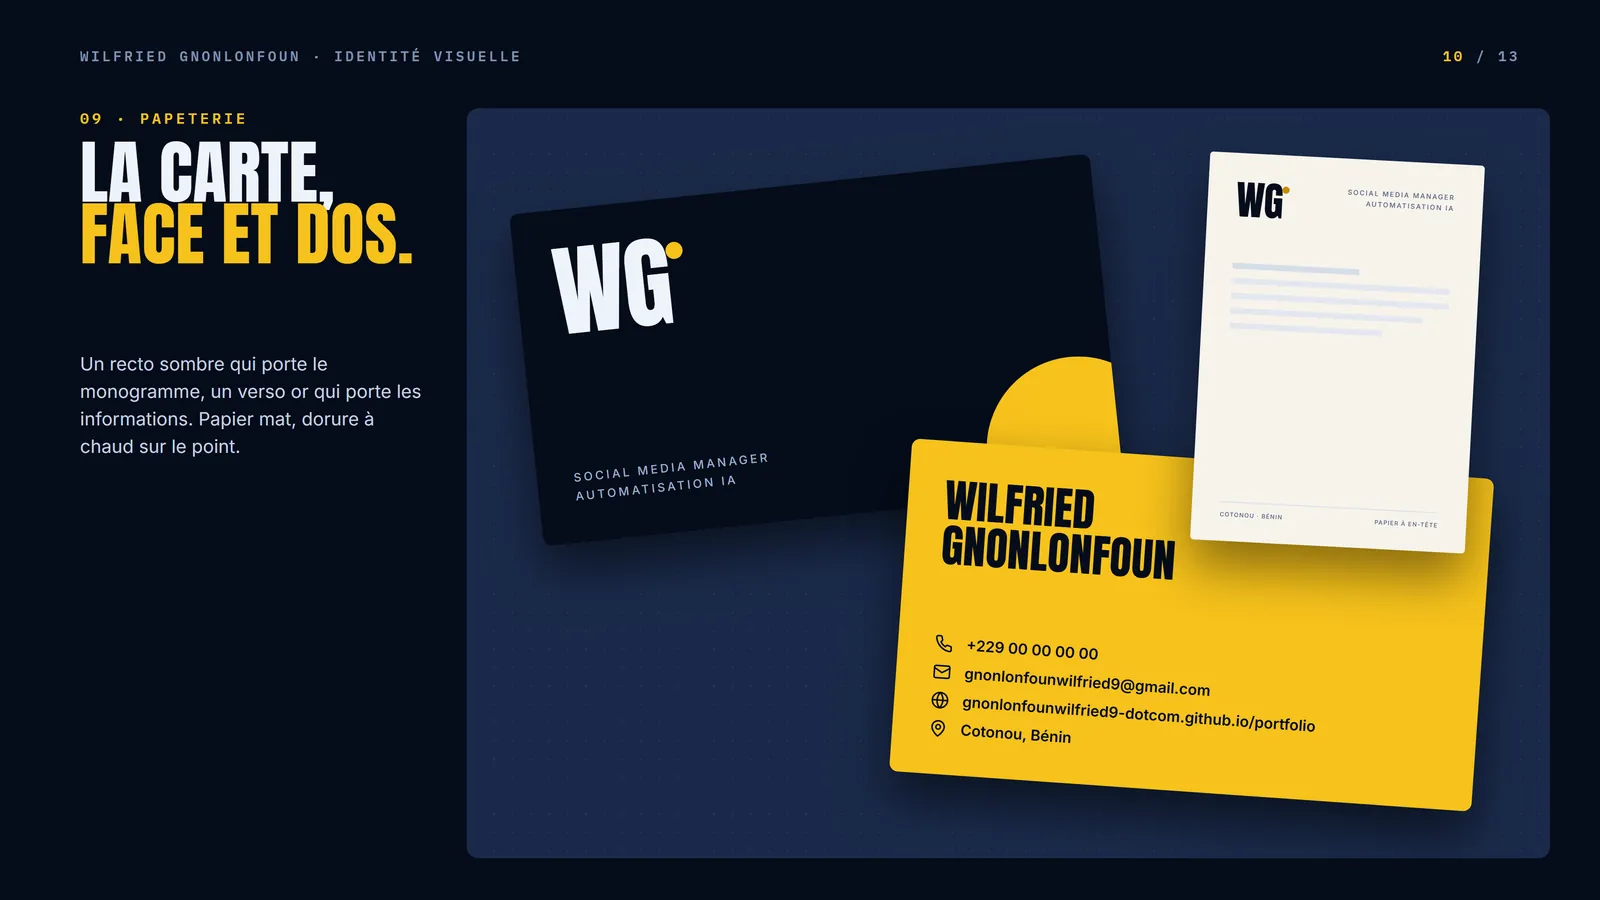 WILFRIED GNONLONFOUN · IDENTITÉ VISUELLE
10 / 13
09 · PAPETERIE
LA CARTE,
FACE ET DOS.
Un recto sombre qui porte le
monogramme, un verso or qui porte les
informations. Papier mat, dorure à
chaud sur le point.
WG
SOCIAL MEDIA MANAGER
AUTOMATISATION IA
WG
SOCIAL MEDIA MANAGER
AUTOMATISATION IA
COTONOU · BÉNIN
PAPIER À EN-TÊTE
WILFRIED
GNONLONFOUN
+229 00 00 00 00
gnonlonfounwilfried9@gmail.com
gnonlonfounwilfried9-dotcom.github.io/portfolio
Cotonou, Bénin